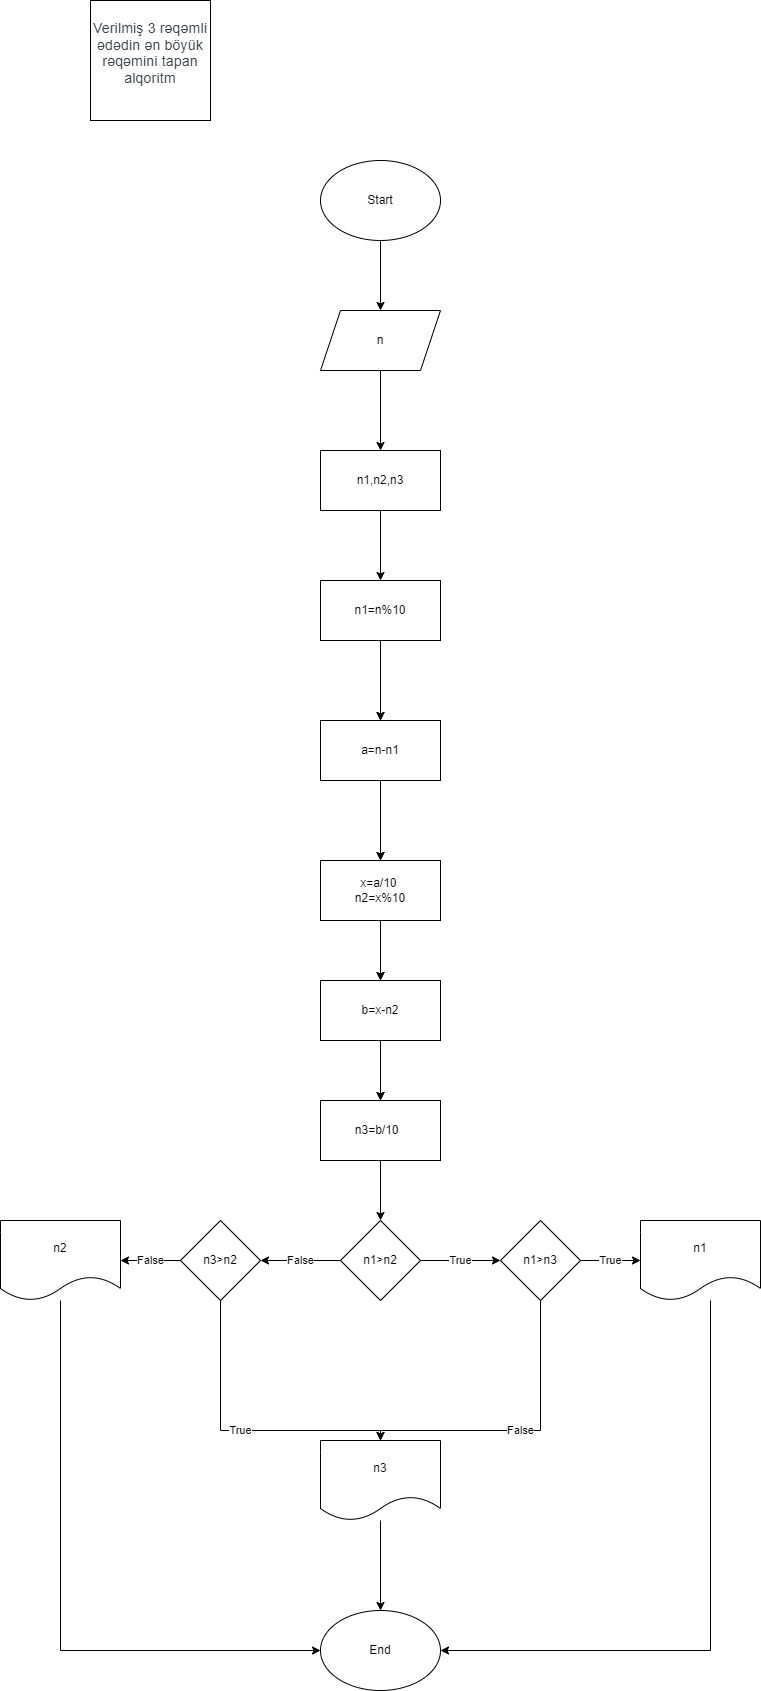 Verilmiş 3 rəqəmli
ədədin ən böyük
rəqəmini tapan
alqoritm
Start
n
n1,n2,n3
n1=n%10
a=n-n1
x=a/10
n2=x%10
b=x-n2
n3=b/10
n2
False
n3>n2
False
n1>n2
True
n1>n3
True
n1
True
False
n3
End